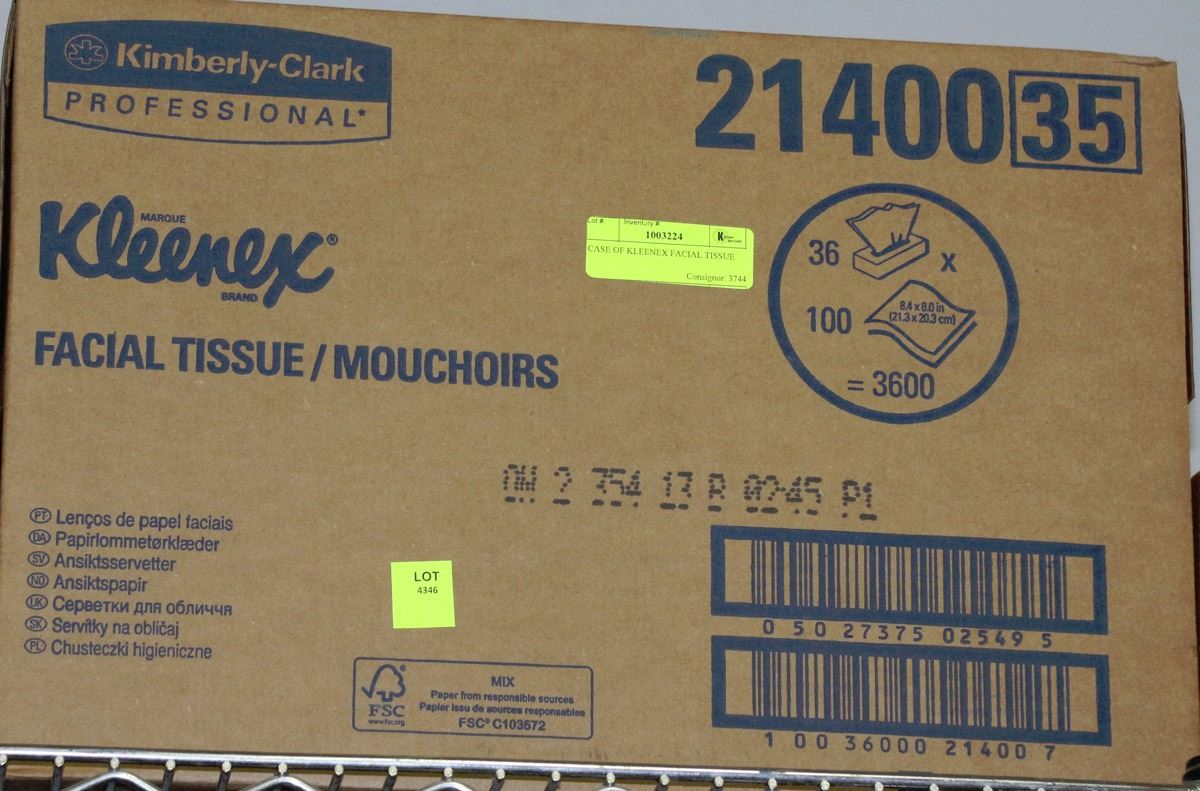 Kimberly-Clark
PROFESSIONAL*
21400 35
MARQUE
Kleenex®
BRAND
FACIAL TISSUE / MOUCHOIRS
Lot #: Inventory #
1003224
CASE OF KLEENEX FACIAL TISSUE
Consignor: 3744
36 x
100
8.4 x 8.0 in
(21.3 x 20.3 cm)
= 3600
OW 2 354 13 R 02:45 P1
PT Lenços de papel faciais
DA Papirlommetørklæder
SV Ansiktsservetter
NO Ansiktspapir
UK Серветки для обличчя
SK Servítky na obličaj
PL Chusteczki higieniczne
LOT
4346
FSC
www.fsc.org
MIX
Paper from responsible sources
Papier issu de sources responsables
FSC® C103572
0 50 27375 02549 5
1 00 36000 21400 7